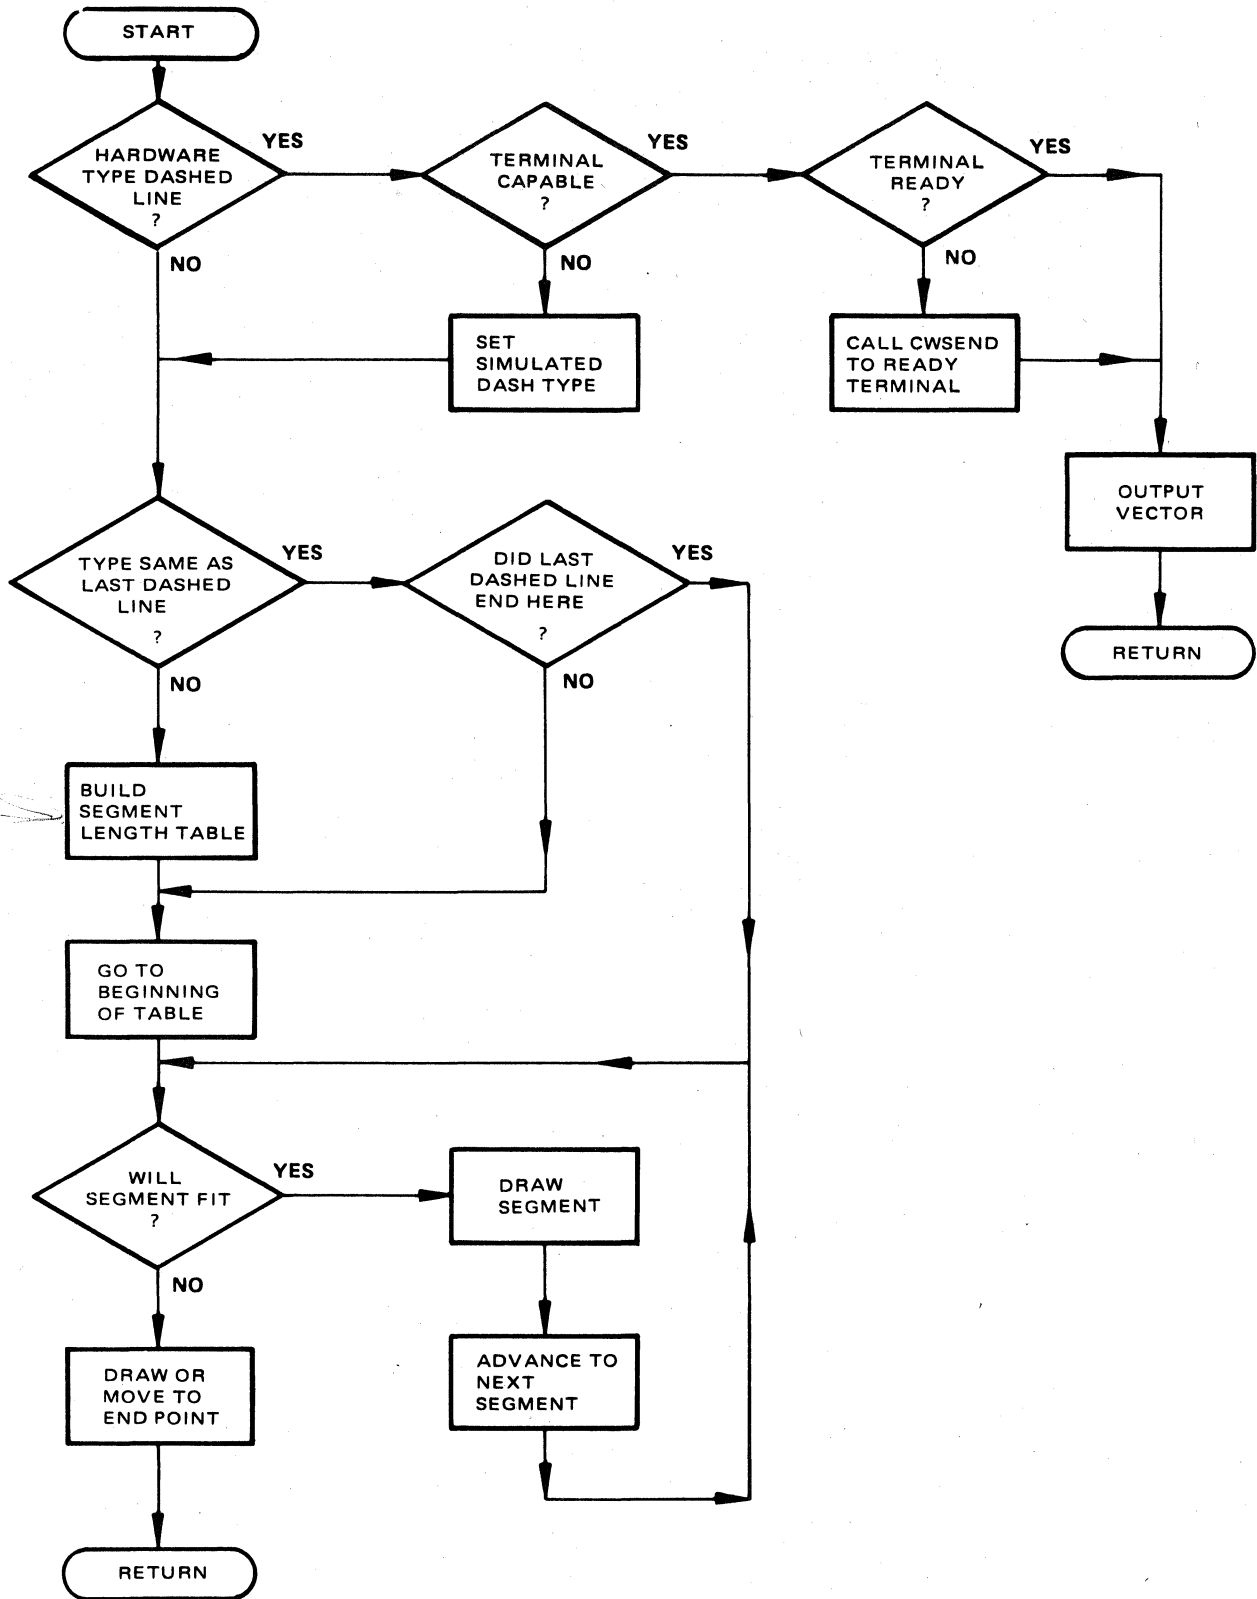 START
HARDWARE
TYPE DASHED
LINE
?
YES
NO
TERMINAL
CAPABLE
?
YES
NO
TERMINAL
READY
?
YES
NO
SET
SIMULATED
DASH TYPE
CALL CWSEND
TO READY
TERMINAL
OUTPUT
VECTOR
RETURN
TYPE SAME AS
LAST DASHED
LINE
?
YES
NO
DID LAST
DASHED LINE
END HERE
?
YES
NO
BUILD
SEGMENT
LENGTH TABLE
GO TO
BEGINNING
OF TABLE
WILL
SEGMENT FIT
?
YES
NO
DRAW
SEGMENT
ADVANCE TO
NEXT
SEGMENT
DRAW OR
MOVE TO
END POINT
RETURN